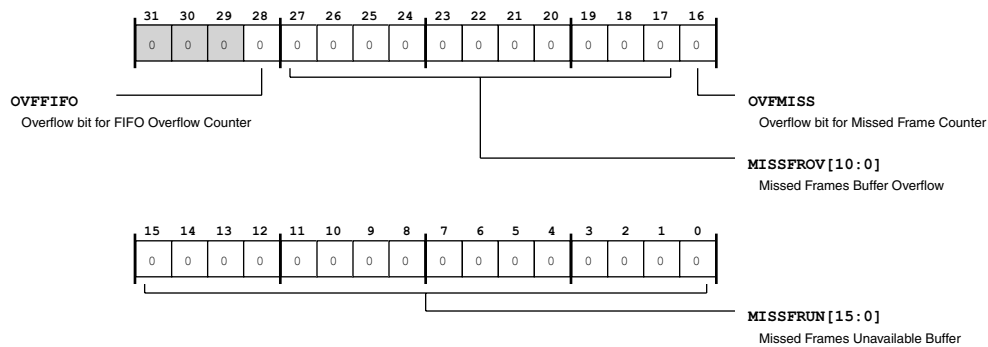 31 30 29 28 27 26 25 24 23 22 21 20 19 18 17 16
0 0 0 0 0 0 0 0 0 0 0 0 0 0 0 0
OVFFIFO
Overflow bit for FIFO Overflow Counter
OVFMISS
Overflow bit for Missed Frame Counter
MISSFROV[10:0]
Missed Frames Buffer Overflow
15 14 13 12 11 10 9 8 7 6 5 4 3 2 1 0
0 0 0 0 0 0 0 0 0 0 0 0 0 0 0 0
MISSFRUN[15:0]
Missed Frames Unavailable Buffer